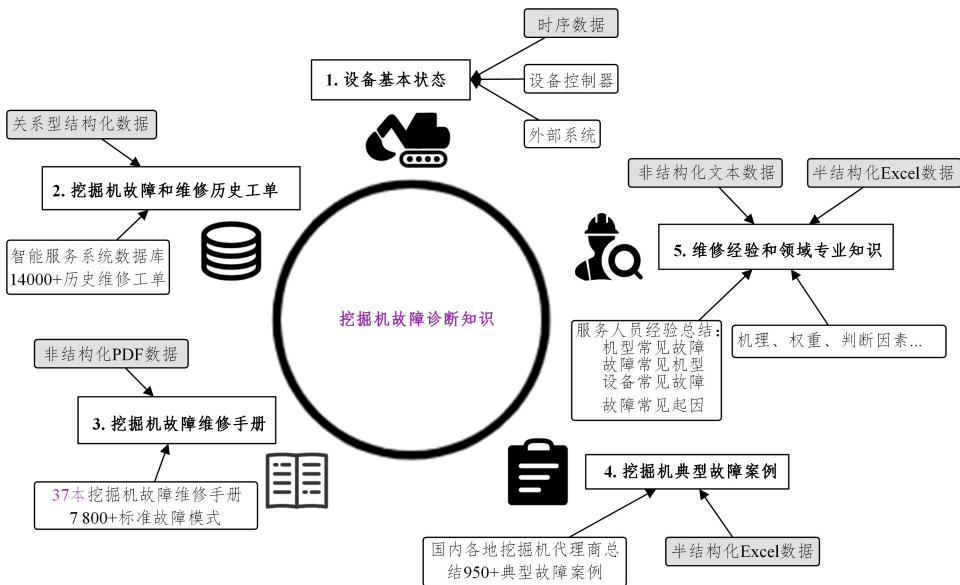 时序数据
1. 设备基本状态
设备控制器
外部系统
关系型结构化数据
2. 挖掘机故障和维修历史工单
智能服务系统数据库
14000+历史维修工单
非结构化文本数据
半结构化Excel数据
5. 维修经验和领域专业知识
服务人员经验总结：
机型常见故障
故障常见机型
设备常见故障
故障常见起因
机理、权重、判断因素...
挖掘机故障诊断知识
非结构化PDF数据
3. 挖掘机故障维修手册
37本挖掘机故障维修手册
7 800+标准故障模式
4. 挖掘机典型故障案例
国内各地挖掘机代理商总
结950+典型故障案例
半结构化Excel数据